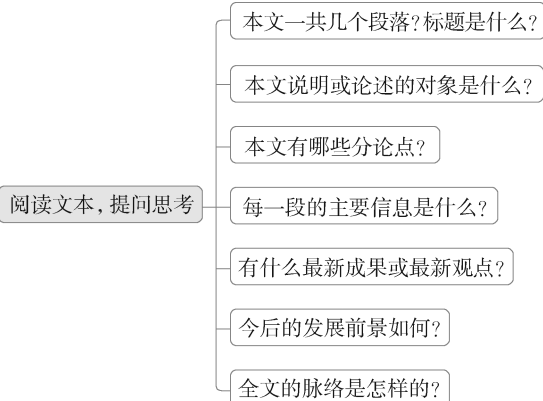 本文一共几个段落?标题是什么?
本文说明或论述的对象是什么?
本文有哪些分论点?
阅读文本,提问思考
每一段的主要信息是什么?
有什么最新成果或最新观点?
今后的发展前景如何?
全文的脉络是怎样的?